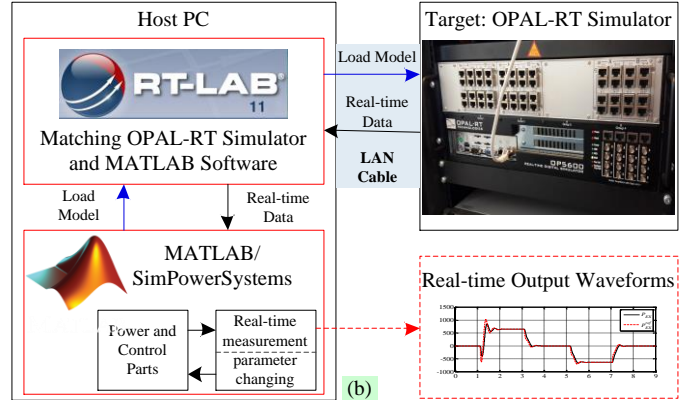 Host PC
RT-LAB
11
Matching OPAL-RT Simulator
and MATLAB Software
Load
Model
Real-time
Data
MATLAB/
SimPowerSystems
Power and
Control
Parts
Real-time
measurement
parameter
changing
(b)
Load Model
Real-time
Data
LAN
Cable
Target: OPAL-RT Simulator
OPAL-RT
OP5600
Real-time Output Waveforms
1500
1000
500
0
-500
-1000
0 1 2 3 4 5 6 7 8 9